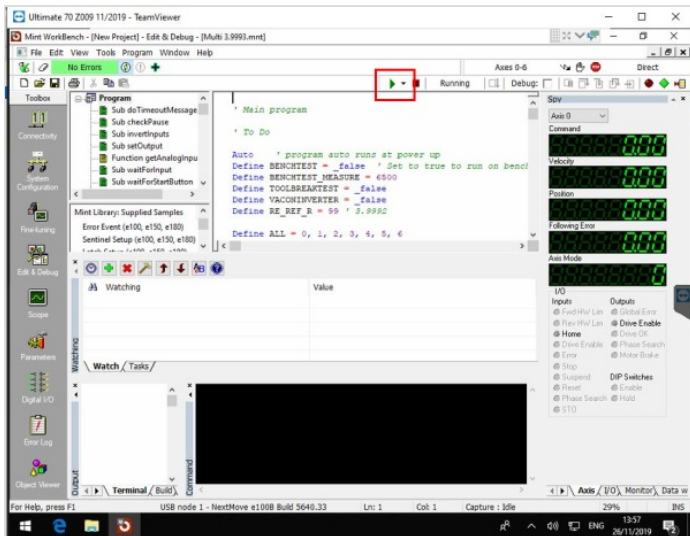 Ultimate 70 Z009 11/2019 - TeamViewer
Mint WorkBench - [New Project] - Edit & Debug - [Multi 3.9993.mnt]
File Edit View Tools Program Window Help
No Errors Axes 0-6 Direct
Running Debug:
Toolbox
Connectivity
System Configuration
Fine-tuning
Edit & Debug
Scope
Parameters
Digital I/O
Error Log
Object Viewer
Program
Sub doTimeoutMessage
Sub checkPause
Sub invertInputs
Sub setOutput
Function getAnalogInpu
Sub waitForInput
Sub waitForStartButton
Mint Library: Supplied Samples
Error Event (e100, e150, e180)
Sentinel Setup (e100, e150, e180)
' Main program
' To Do
Auto ' program auto runs at power up
Define BENCHTEST = _false ' Set to true to run on bench
Define BENCHTEST_MEASURE = 6500
Define TOOLBREAKTEST = _false
Define VACONINVERTER = _false
Define RE_REF_R = 99 ' 3.9992
Define ALL = 0, 1, 2, 3, 4, 5, 6
Spy
Axis 0
Command
Velocity
Position
Following Error
Axis Mode
I/O
Inputs Outputs
Fwd HW Lim Global Error
Rev HW Lim Drive Enable
Home Drive OK
Drive Enable Phase Search
Error Motor Brake
Stop
Suspend DIP Switches
Reset Enable
Phase Search Hold
STO
Watching Value
Watching
Watch Tasks
Output
Command
Terminal Build
Axis I/O Monitor Data w
For Help, press F1 USB node 1 - NextMove e100B Build 5640.33 Ln: 1 Col: 1 Capture : Idle 29% INS
ENG 13:57
26/11/2019